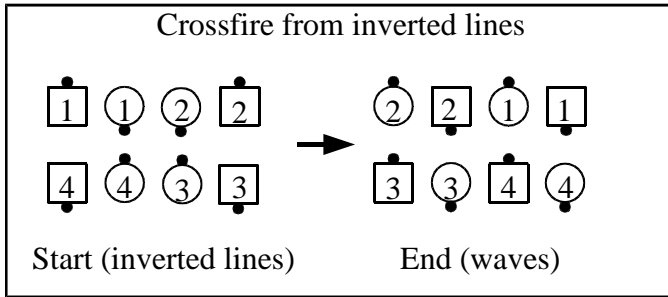 Crossfire from inverted lines
1 1 2 2 2 2 1 1
4 4 3 3 3 3 4 4
Start (inverted lines) End (waves)